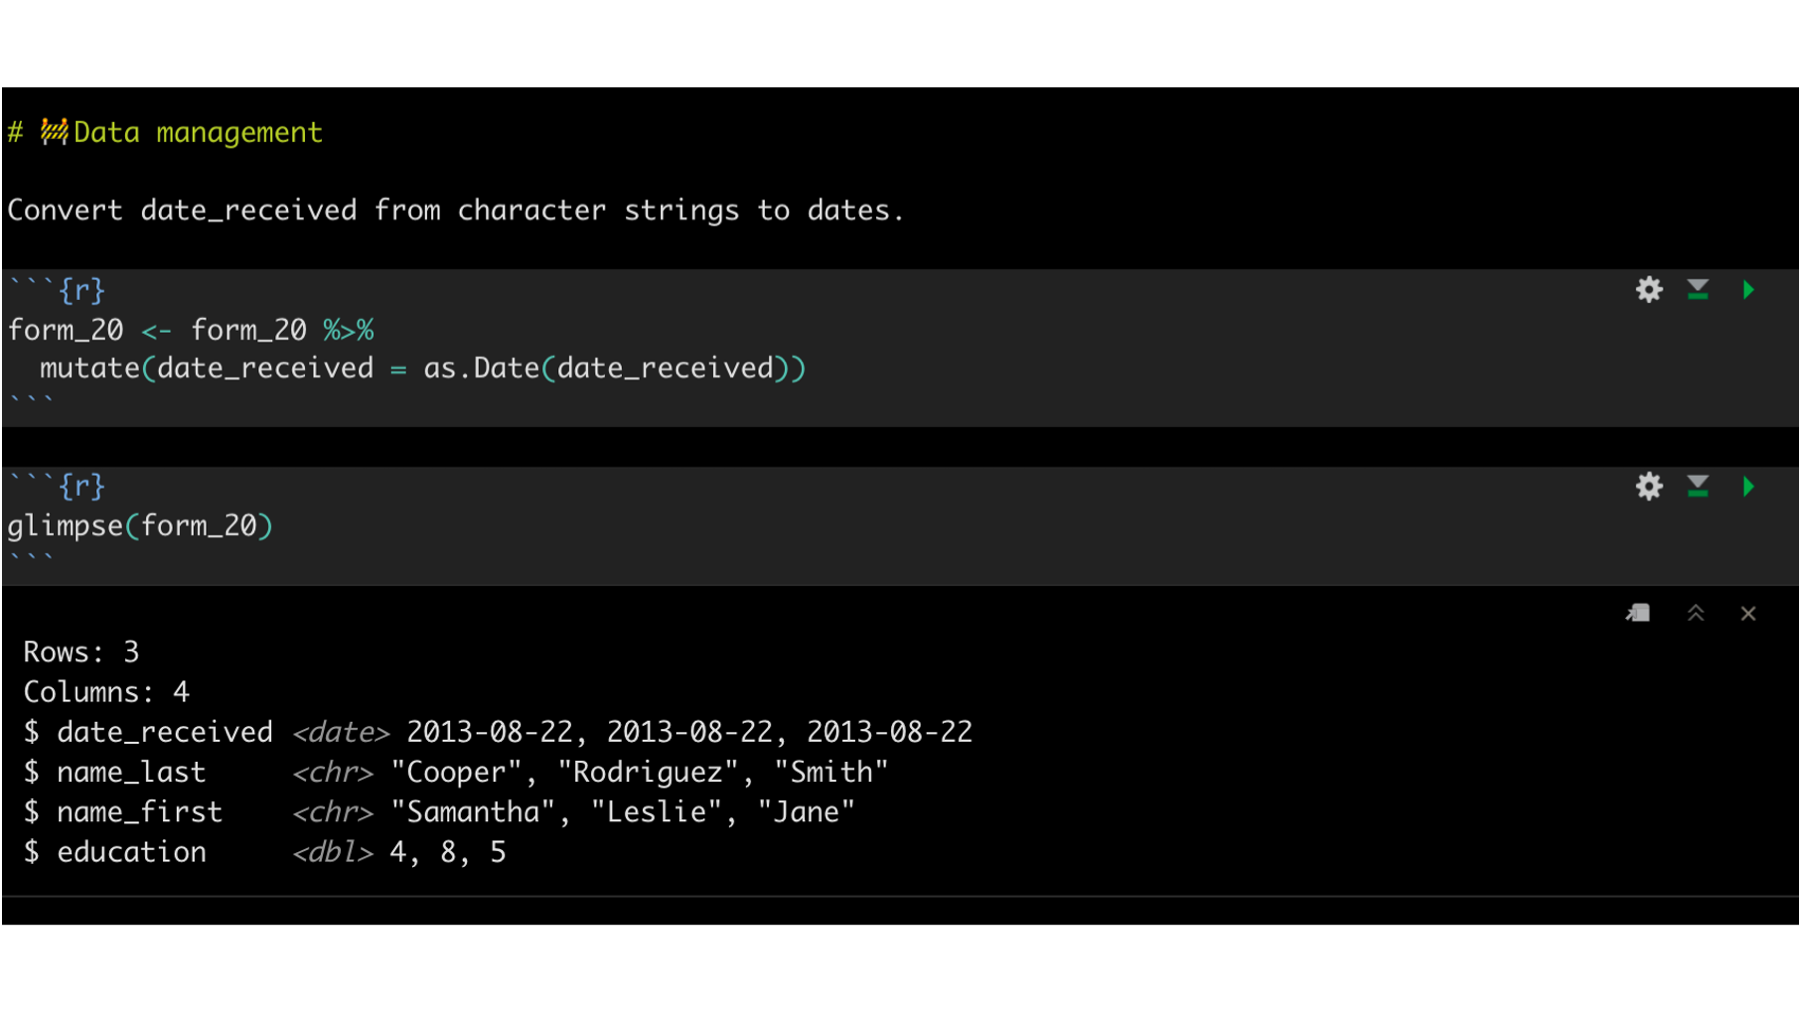 # 🚧Data management
Convert date_received from character strings to dates.
```{r}
form_20 <- form_20 %>%
  mutate(date_received = as.Date(date_received))
```
```{r}
glimpse(form_20)
```
Rows: 3
Columns: 4
$ date_received <date> 2013-08-22, 2013-08-22, 2013-08-22
$ name_last     <chr> "Cooper", "Rodriguez", "Smith"
$ name_first    <chr> "Samantha", "Leslie", "Jane"
$ education     <dbl> 4, 8, 5